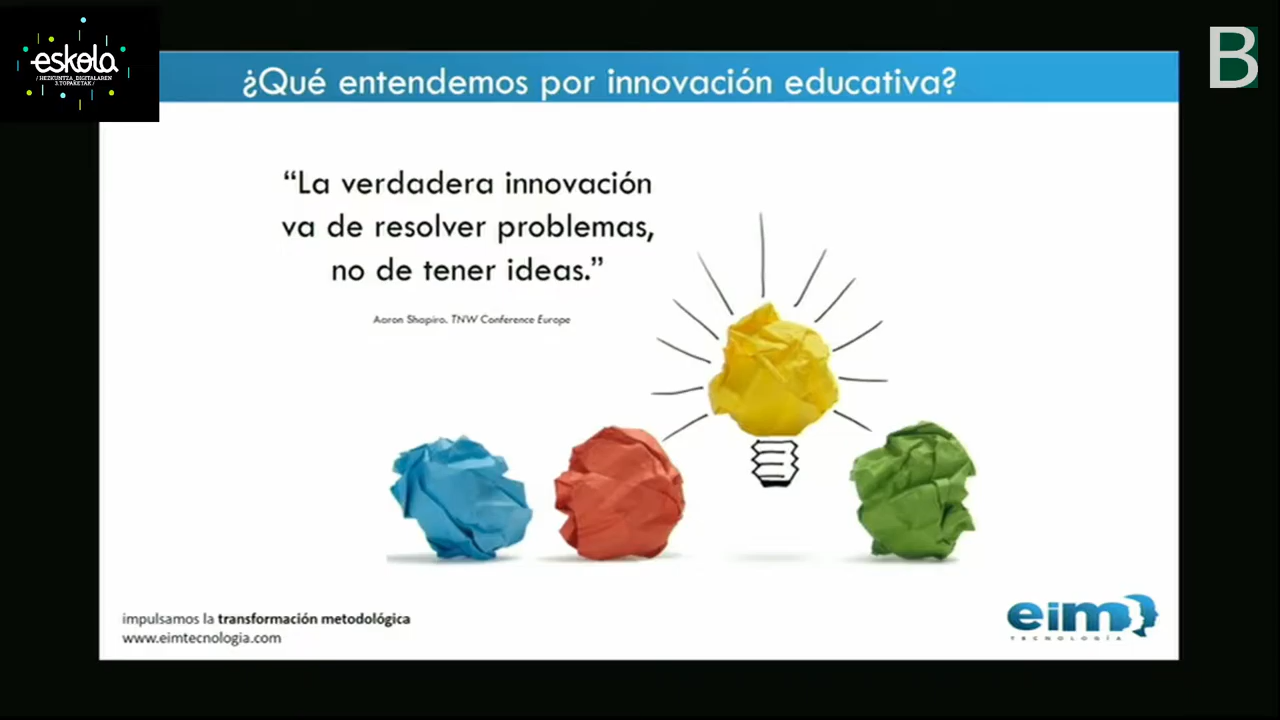 eskola
/ HEZKUNTZA_DIGITALAREN
3.TOPAKETAK /
B
¿Qué entendemos por innovación educativa?
“La verdadera innovación
va de resolver problemas,
no de tener ideas.”
Aaron Shapiro. TNW Conference Europe
impulsamos la transformación metodológica
www.eimtecnologia.com
eim
TECNOLOGÍA